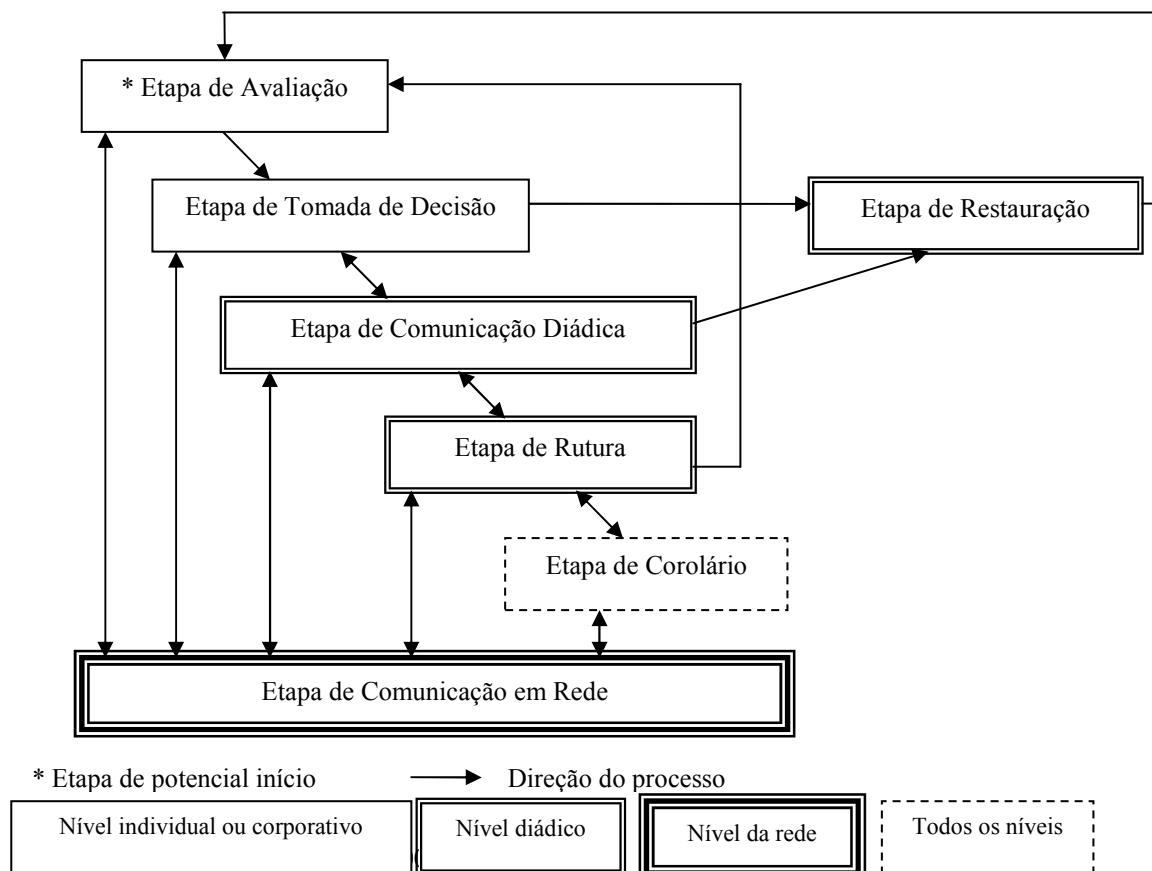 * Etapa de Avaliação
Etapa de Tomada de Decisão
Etapa de Restauração
Etapa de Comunicação Diádica
Etapa de Rutura
Etapa de Corolário
Etapa de Comunicação em Rede
* Etapa de potencial início
Direção do processo
Nível individual ou corporativo
Nível diádico
Nível da rede
Todos os níveis